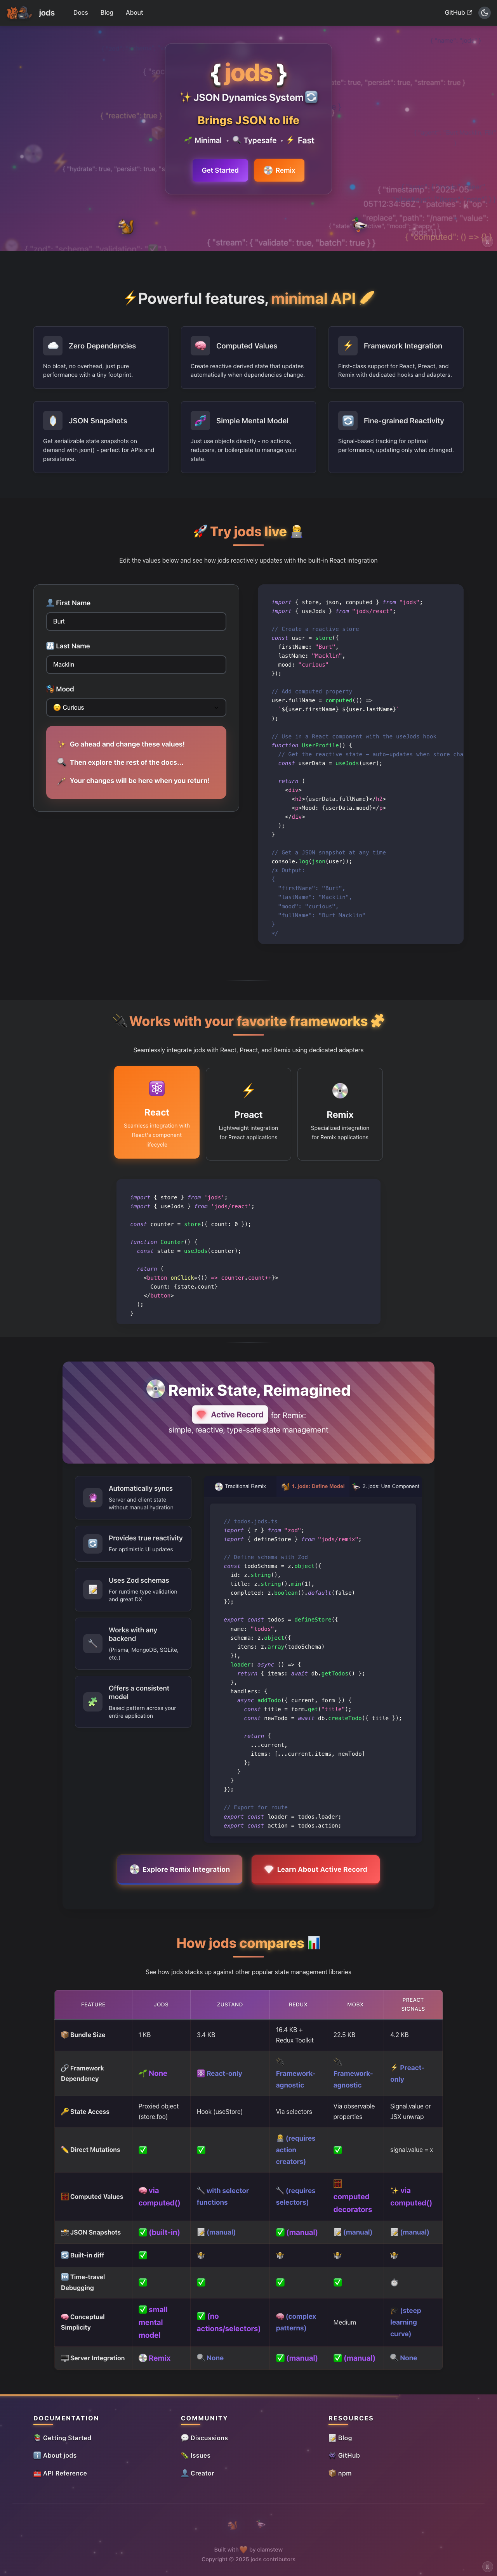 jods
Docs
Blog
About
GitHub
{ jods }
JSON Dynamics System
Brings JSON to life
Minimal • Typesafe • Fast
Get Started
Remix
{ "reactive": true }
{ "hydrate": true, "persist": true,
{ "timestamp": "2025-05-
05T12:34:56Z", "patches": [{"op":
"replace", "path": "/name", "value":
{ "stream": { "validate": true, "batch": true } }
Powerful features, minimal API
Zero Dependencies
No bloat, no overhead, just pure
performance with a tiny footprint.
Computed Values
Create reactive derived state that updates
automatically when dependencies change.
Framework Integration
First-class support for React, Preact, and
Remix with dedicated hooks and adapters.
JSON Snapshots
Get serializable state snapshots on
demand with json() - perfect for APIs and
persistence.
Simple Mental Model
Just use objects directly - no actions,
reducers, or boilerplate to manage your
state.
Fine-grained Reactivity
Signal-based tracking for optimal
performance, updating only what changed.
Try jods live
Edit the values below and see how jods reactively updates with the built-in React integration
First Name
Burt
Last Name
Macklin
Mood
Curious
Go ahead and change these values!
Then explore the rest of the docs...
Your changes will be here when you return!
import { store, json, computed } from "jods";
import { useJods } from "jods/react";
// Create a reactive store
const user = store({
firstName: "Burt",
lastName: "Macklin",
mood: "curious"
});
// Add computed property
user.fullName = computed(() =>
`${user.firstName} ${user.lastName}`
);
// Use in a React component with the useJods hook
function UserProfile() {
// Get the reactive state – auto-updates when store cha
const userData = useJods(user);
return (
<div>
<h2>{userData.fullName}</h2>
<p>Mood: {userData.mood}</p>
</div>
);
}
// Get a JSON snapshot at any time
console.log(json(user));
/* Output:
{
"firstName": "Burt",
"lastName": "Macklin",
"mood": "curious",
"fullName": "Burt Macklin"
}
*/
Works with your favorite frameworks
Seamlessly integrate jods with React, Preact, and Remix using dedicated adapters
React
Seamless integration with
React's component
lifecycle
Preact
Lightweight integration
for Preact applications
Remix
Specialized integration
for Remix applications
import { store } from 'jods';
import { useJods } from 'jods/react';
const counter = store({ count: 0 });
function Counter() {
const state = useJods(counter);
return (
<button onClick={() => counter.count++}>
Count: {state.count}
</button>
);
}
Remix State, Reimagined
Active Record for Remix:
simple, reactive, type-safe state management
Automatically syncs
Server and client state
without manual hydration
Provides true reactivity
For optimistic UI updates
Uses Zod schemas
For runtime type validation
and great DX
Works with any
backend
(Prisma, MongoDB, SQLite,
etc.)
Offers a consistent
model
Based pattern across your
entire application
Traditional Remix
1. jods: Define Model
2. jods: Use Component
// todos.jods.ts
import { z } from "zod";
import { defineStore } from "jods/remix";
// Define schema with Zod
const todoSchema = z.object({
id: z.string(),
title: z.string().min(1),
completed: z.boolean().default(false)
});
export const todos = defineStore({
name: "todos",
schema: z.object({
items: z.array(todoSchema)
}),
loader: async () => {
return { items: await db.getTodos() };
},
handlers: {
async addTodo({ current, form }) {
const title = form.get("title");
const newTodo = await db.createTodo({ title });
return {
...current,
items: [...current.items, newTodo]
};
}
}
});
// Export for route
export const loader = todos.loader;
export const action = todos.action;
Explore Remix Integration
Learn About Active Record
How jods compares
See how jods stacks up against other popular state management libraries
FEATURE JODS ZUSTAND REDUX MOBX PREACT SIGNALS
Bundle Size 1 KB 3.4 KB 16.4 KB + Redux Toolkit 22.5 KB 4.2 KB
Framework Dependency None React-only Framework-agnostic Framework-agnostic Preact-only
State Access Proxied object (store.foo) Hook (useStore) Via selectors Via observable properties Signal.value or JSX unwrap
Direct Mutations ✅ ✅ (requires action creators) ✅ signal.value = x
Computed Values via computed() with selector functions (requires selectors) computed decorators via computed()
JSON Snapshots ✅ (built-in) (manual) ✅ (manual) (manual) (manual)
Built-in diff ✅
Time-travel Debugging ✅ ✅ ✅ ✅
Conceptual Simplicity ✅ small mental model ✅ (no actions/selectors) (complex patterns) Medium (steep learning curve)
Server Integration Remix None ✅ (manual) ✅ (manual) None
DOCUMENTATION
Getting Started
About jods
API Reference
COMMUNITY
Discussions
Issues
Creator
RESOURCES
Blog
GitHub
npm
Built with by clamstew
Copyright © 2025 jods contributors